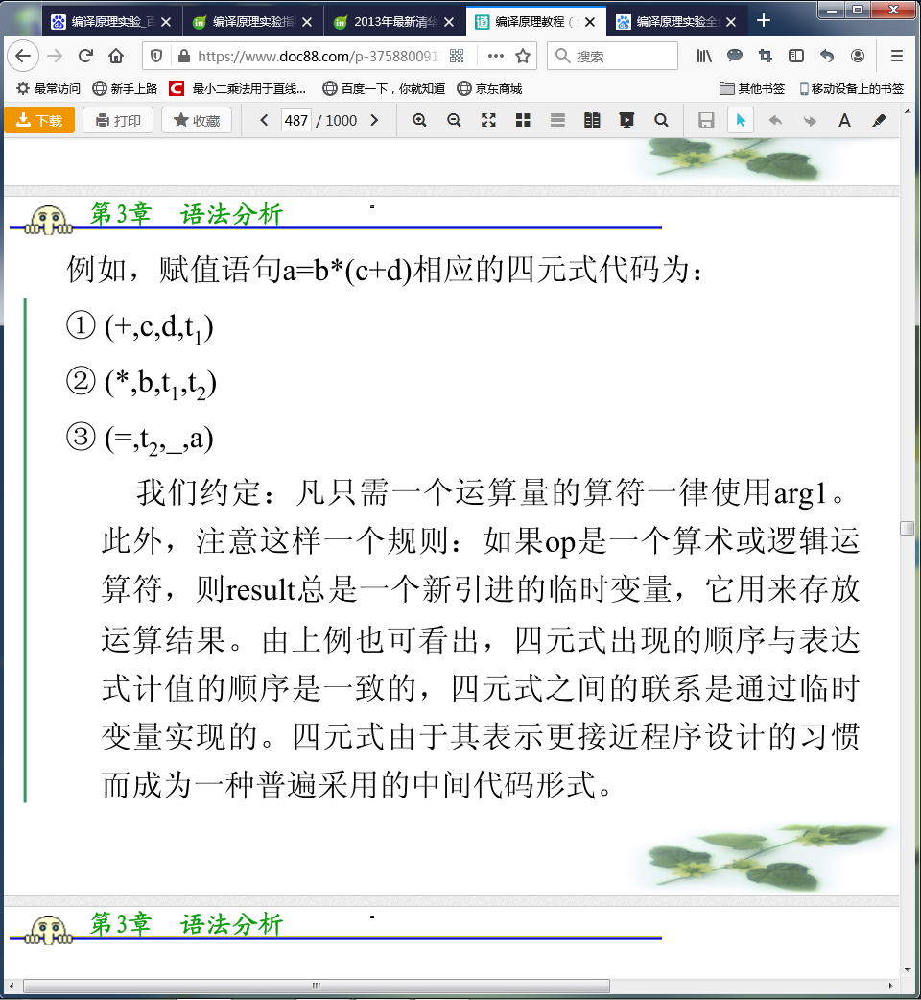 编译原理实验_百
编译原理实验指
2013年最新清华
编译原理教程（
编译原理实验全
https://www.doc88.com/p-37588009
搜索
最常访问 新手上路 最小二乘法用于直线... 百度一下，你就知道 京东商城 其他书签 移动设备上的书签
下载 打印 收藏 487 / 1000
第3章 语法分析
例如，赋值语句a=b*(c+d)相应的四元式代码为：
① (+,c,d,t1)
② (*,b,t1,t2)
③ (=,t2,_,a)
我们约定：凡只需一个运算量的算符一律使用arg1。
此外，注意这样一个规则：如果op是一个算术或逻辑运
算符，则result总是一个新引进的临时变量，它用来存放
运算结果。由上例也可看出，四元式出现的顺序与表达
式计值的顺序是一致的，四元式之间的联系是通过临时
变量实现的。四元式由于其表示更接近程序设计的习惯
而成为一种普遍采用的中间代码形式。
第3章 语法分析